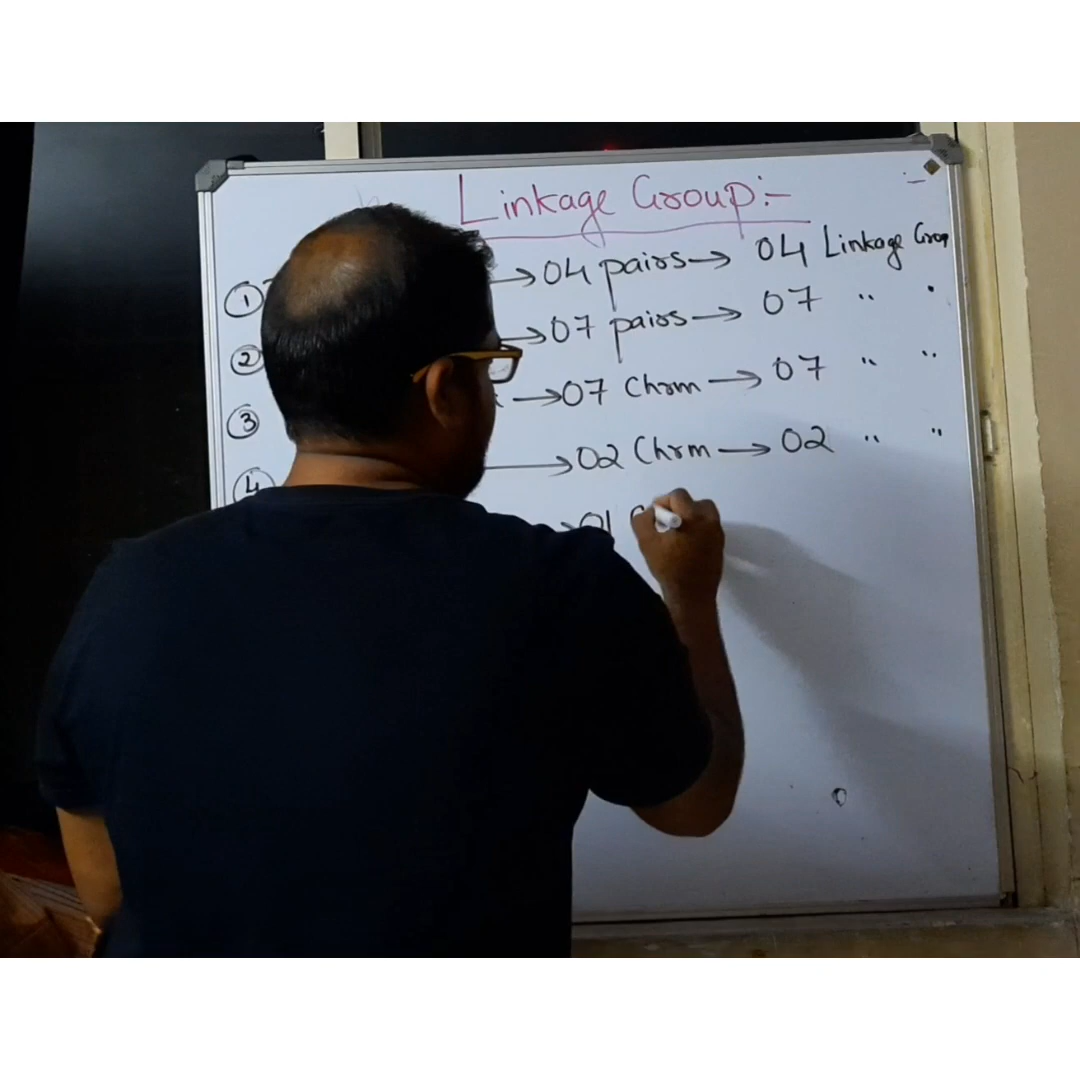 Linkage Group:-
:-
① → 04 pairs → 04 Linkage Group
② → 07 pairs → 07 " "
③ → 07 Chrm → 07 " "
④ → 02 Chrm → 02 " "
→ 01